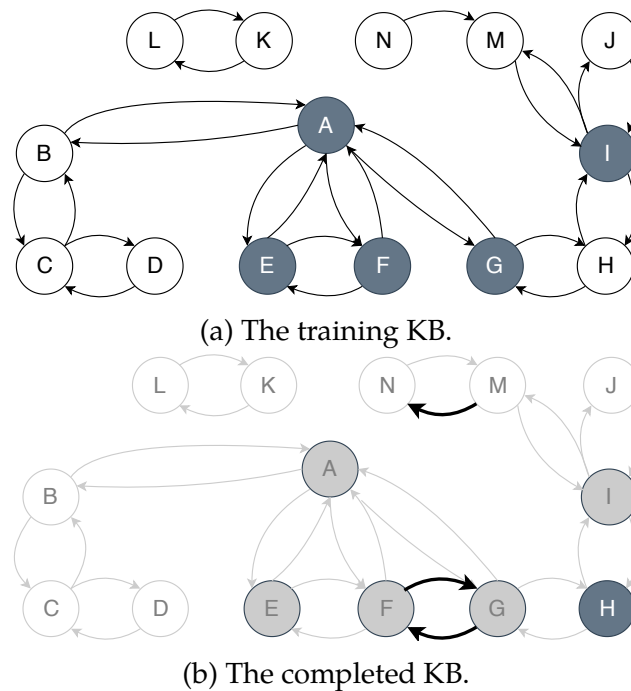 L K N M J
A
B I
C D E F G H
(a) The training KB.
L K N M J
A
B I
C D E F G H
(b) The completed KB.